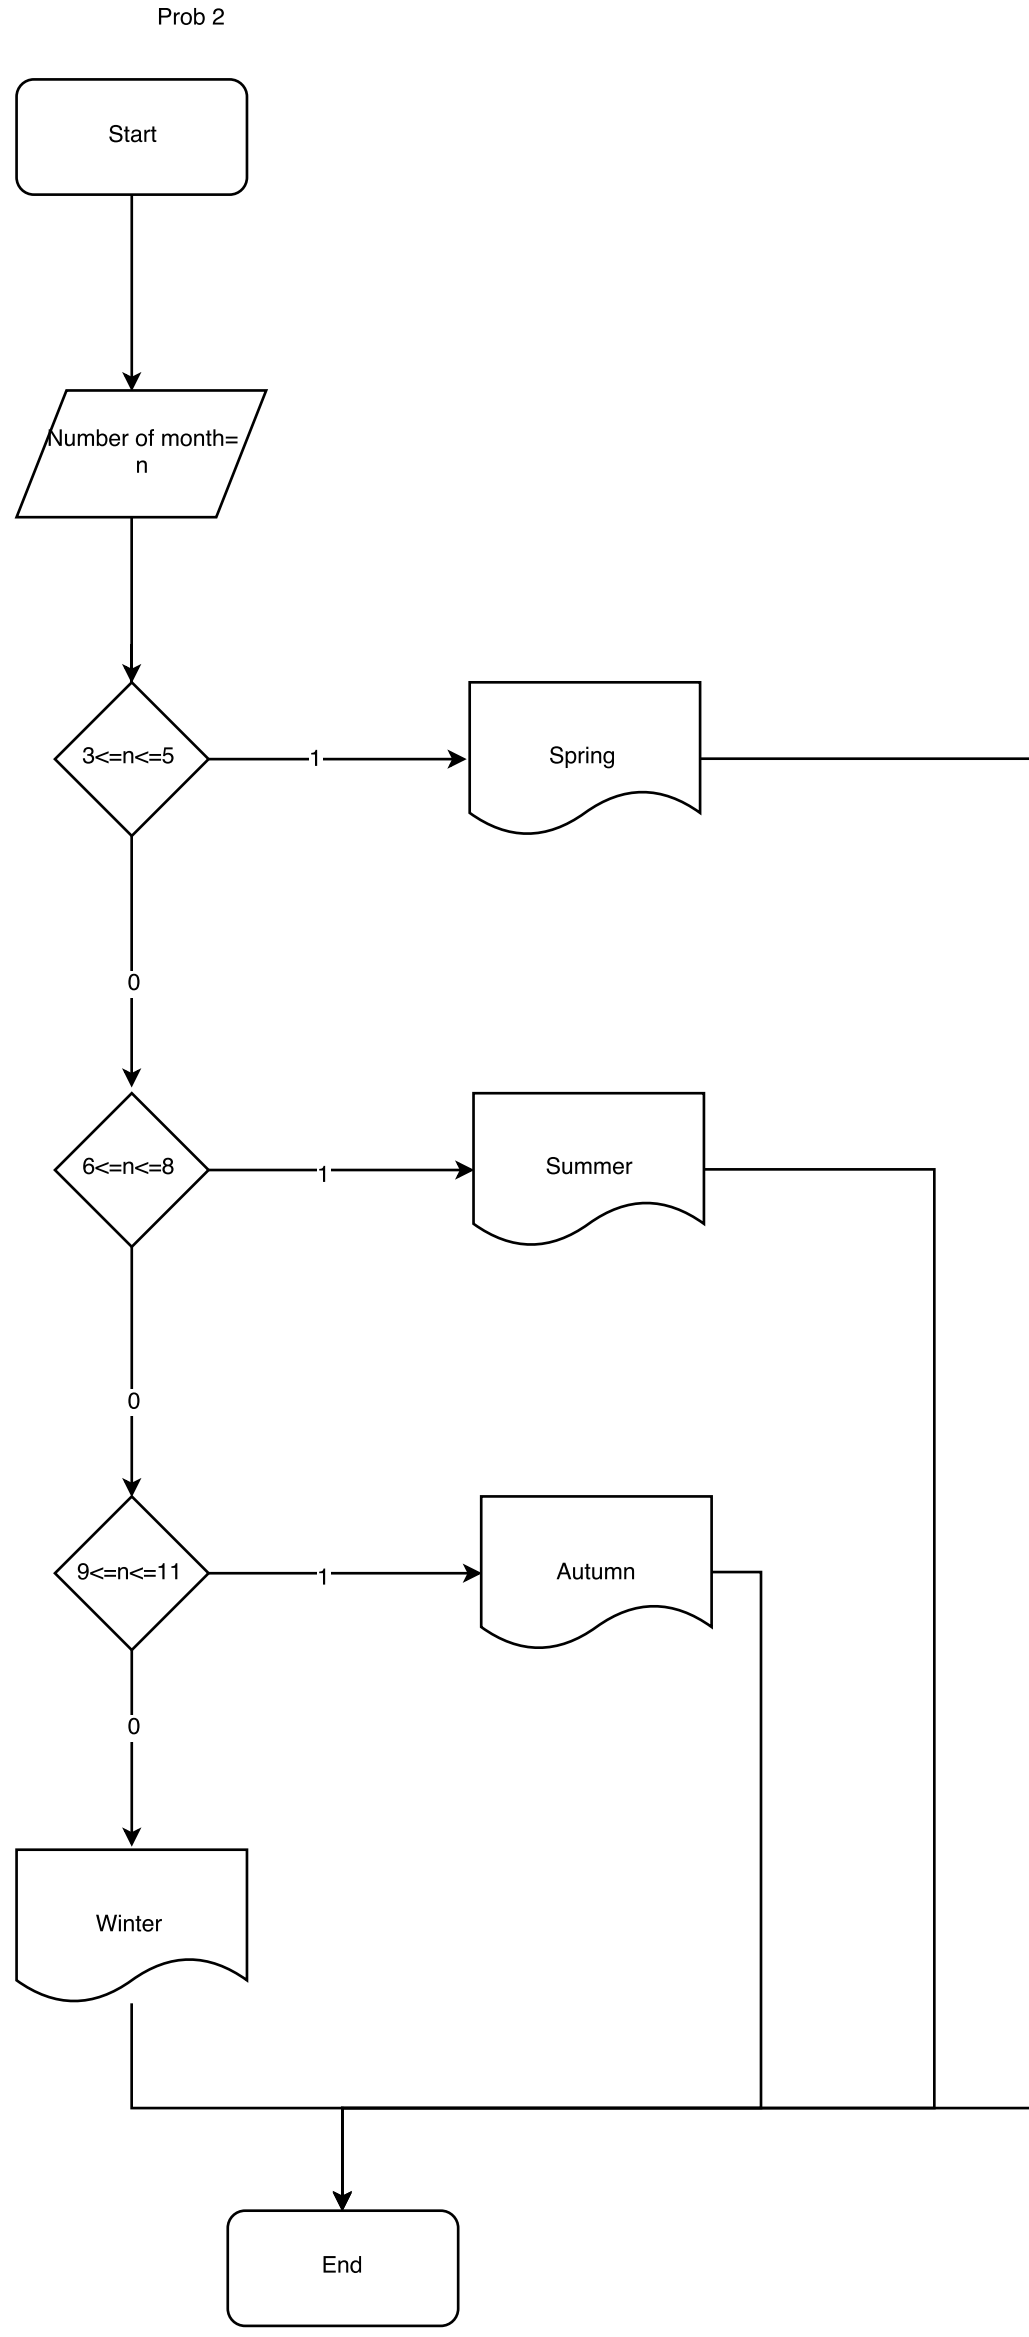 Prob 2
Start
Number of month=
n
3<=n<=5
1
Spring
0
6<=n<=8
1
Summer
0
9<=n<=11
1
Autumn
0
Winter
End